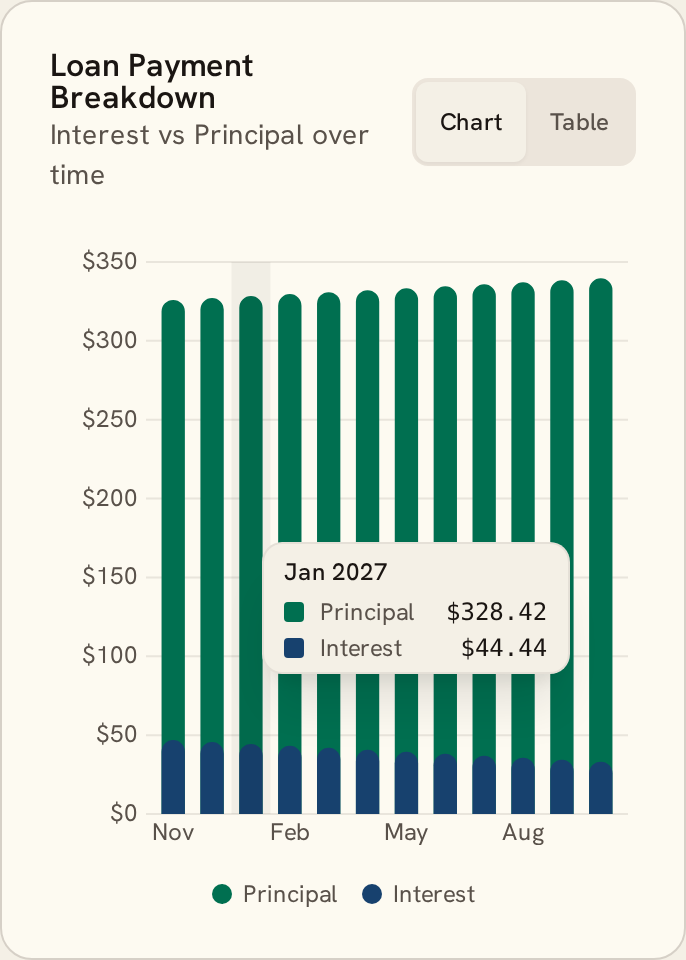 Loan Payment
Breakdown
Interest vs Principal over
time
Chart
Table
$350
$300
$250
$200
$150
$100
$50
$0
Jan 2027
Principal $328.42
Interest $44.44
Nov Feb May Aug
Principal Interest